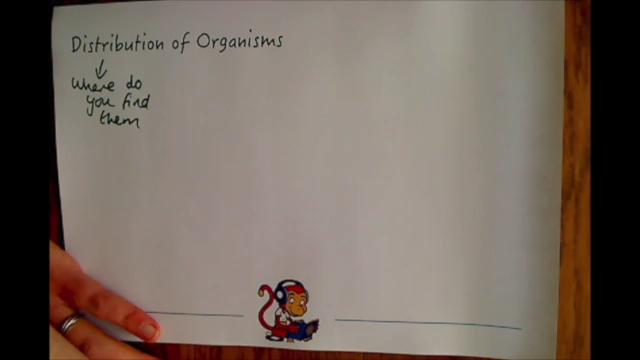 Distribution of Organisms
where do
you find
them